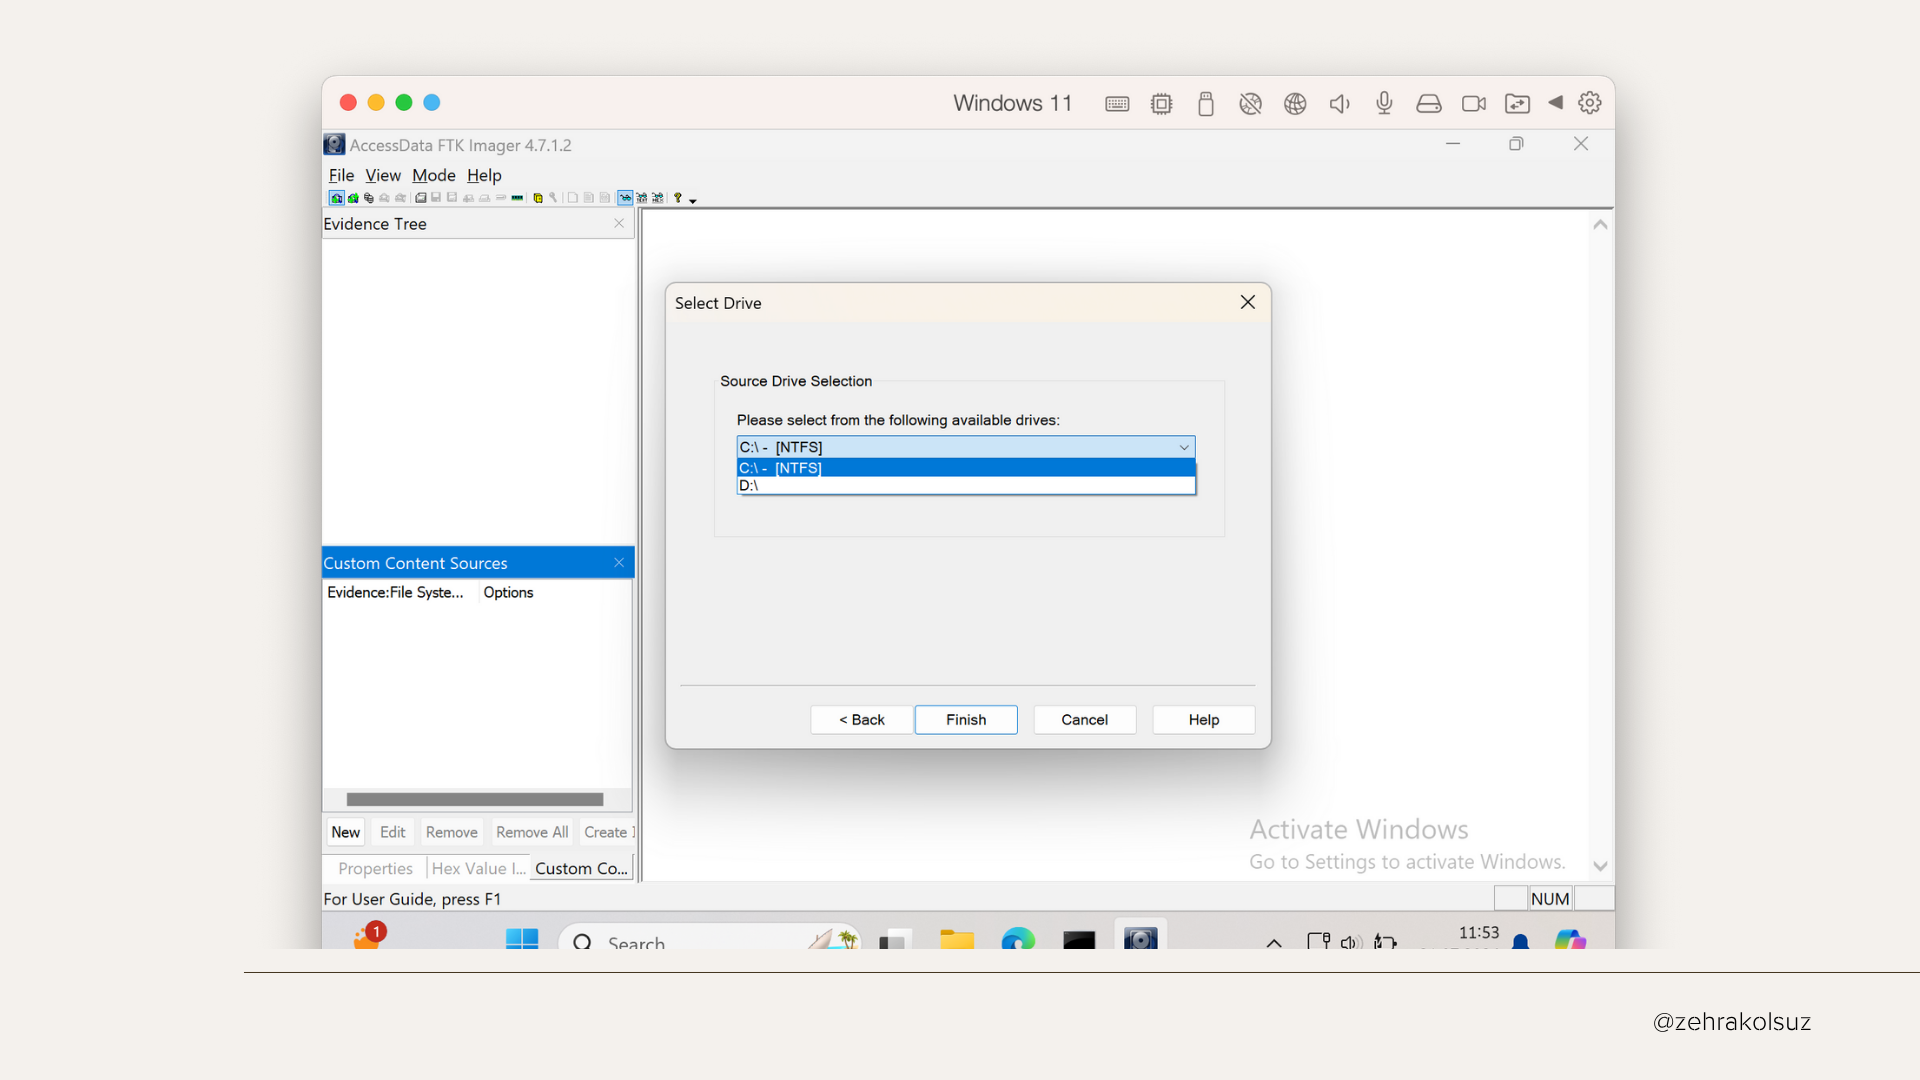 Windows 11
AccessData FTK Imager 4.7.1.2
File View Mode Help
Evidence Tree
Select Drive
Source Drive Selection
Please select from the following available drives:
C:\ - [NTFS]
C:\ - [NTFS]
D:\
< Back Finish Cancel Help
Custom Content Sources
Evidence:File Syste... Options
New Edit Remove Remove All Create
Properties Hex Value I... Custom Co...
Activate Windows
Go to Settings to activate Windows.
For User Guide, press F1
NUM
1
Search
11:53
@zehrakolsuz